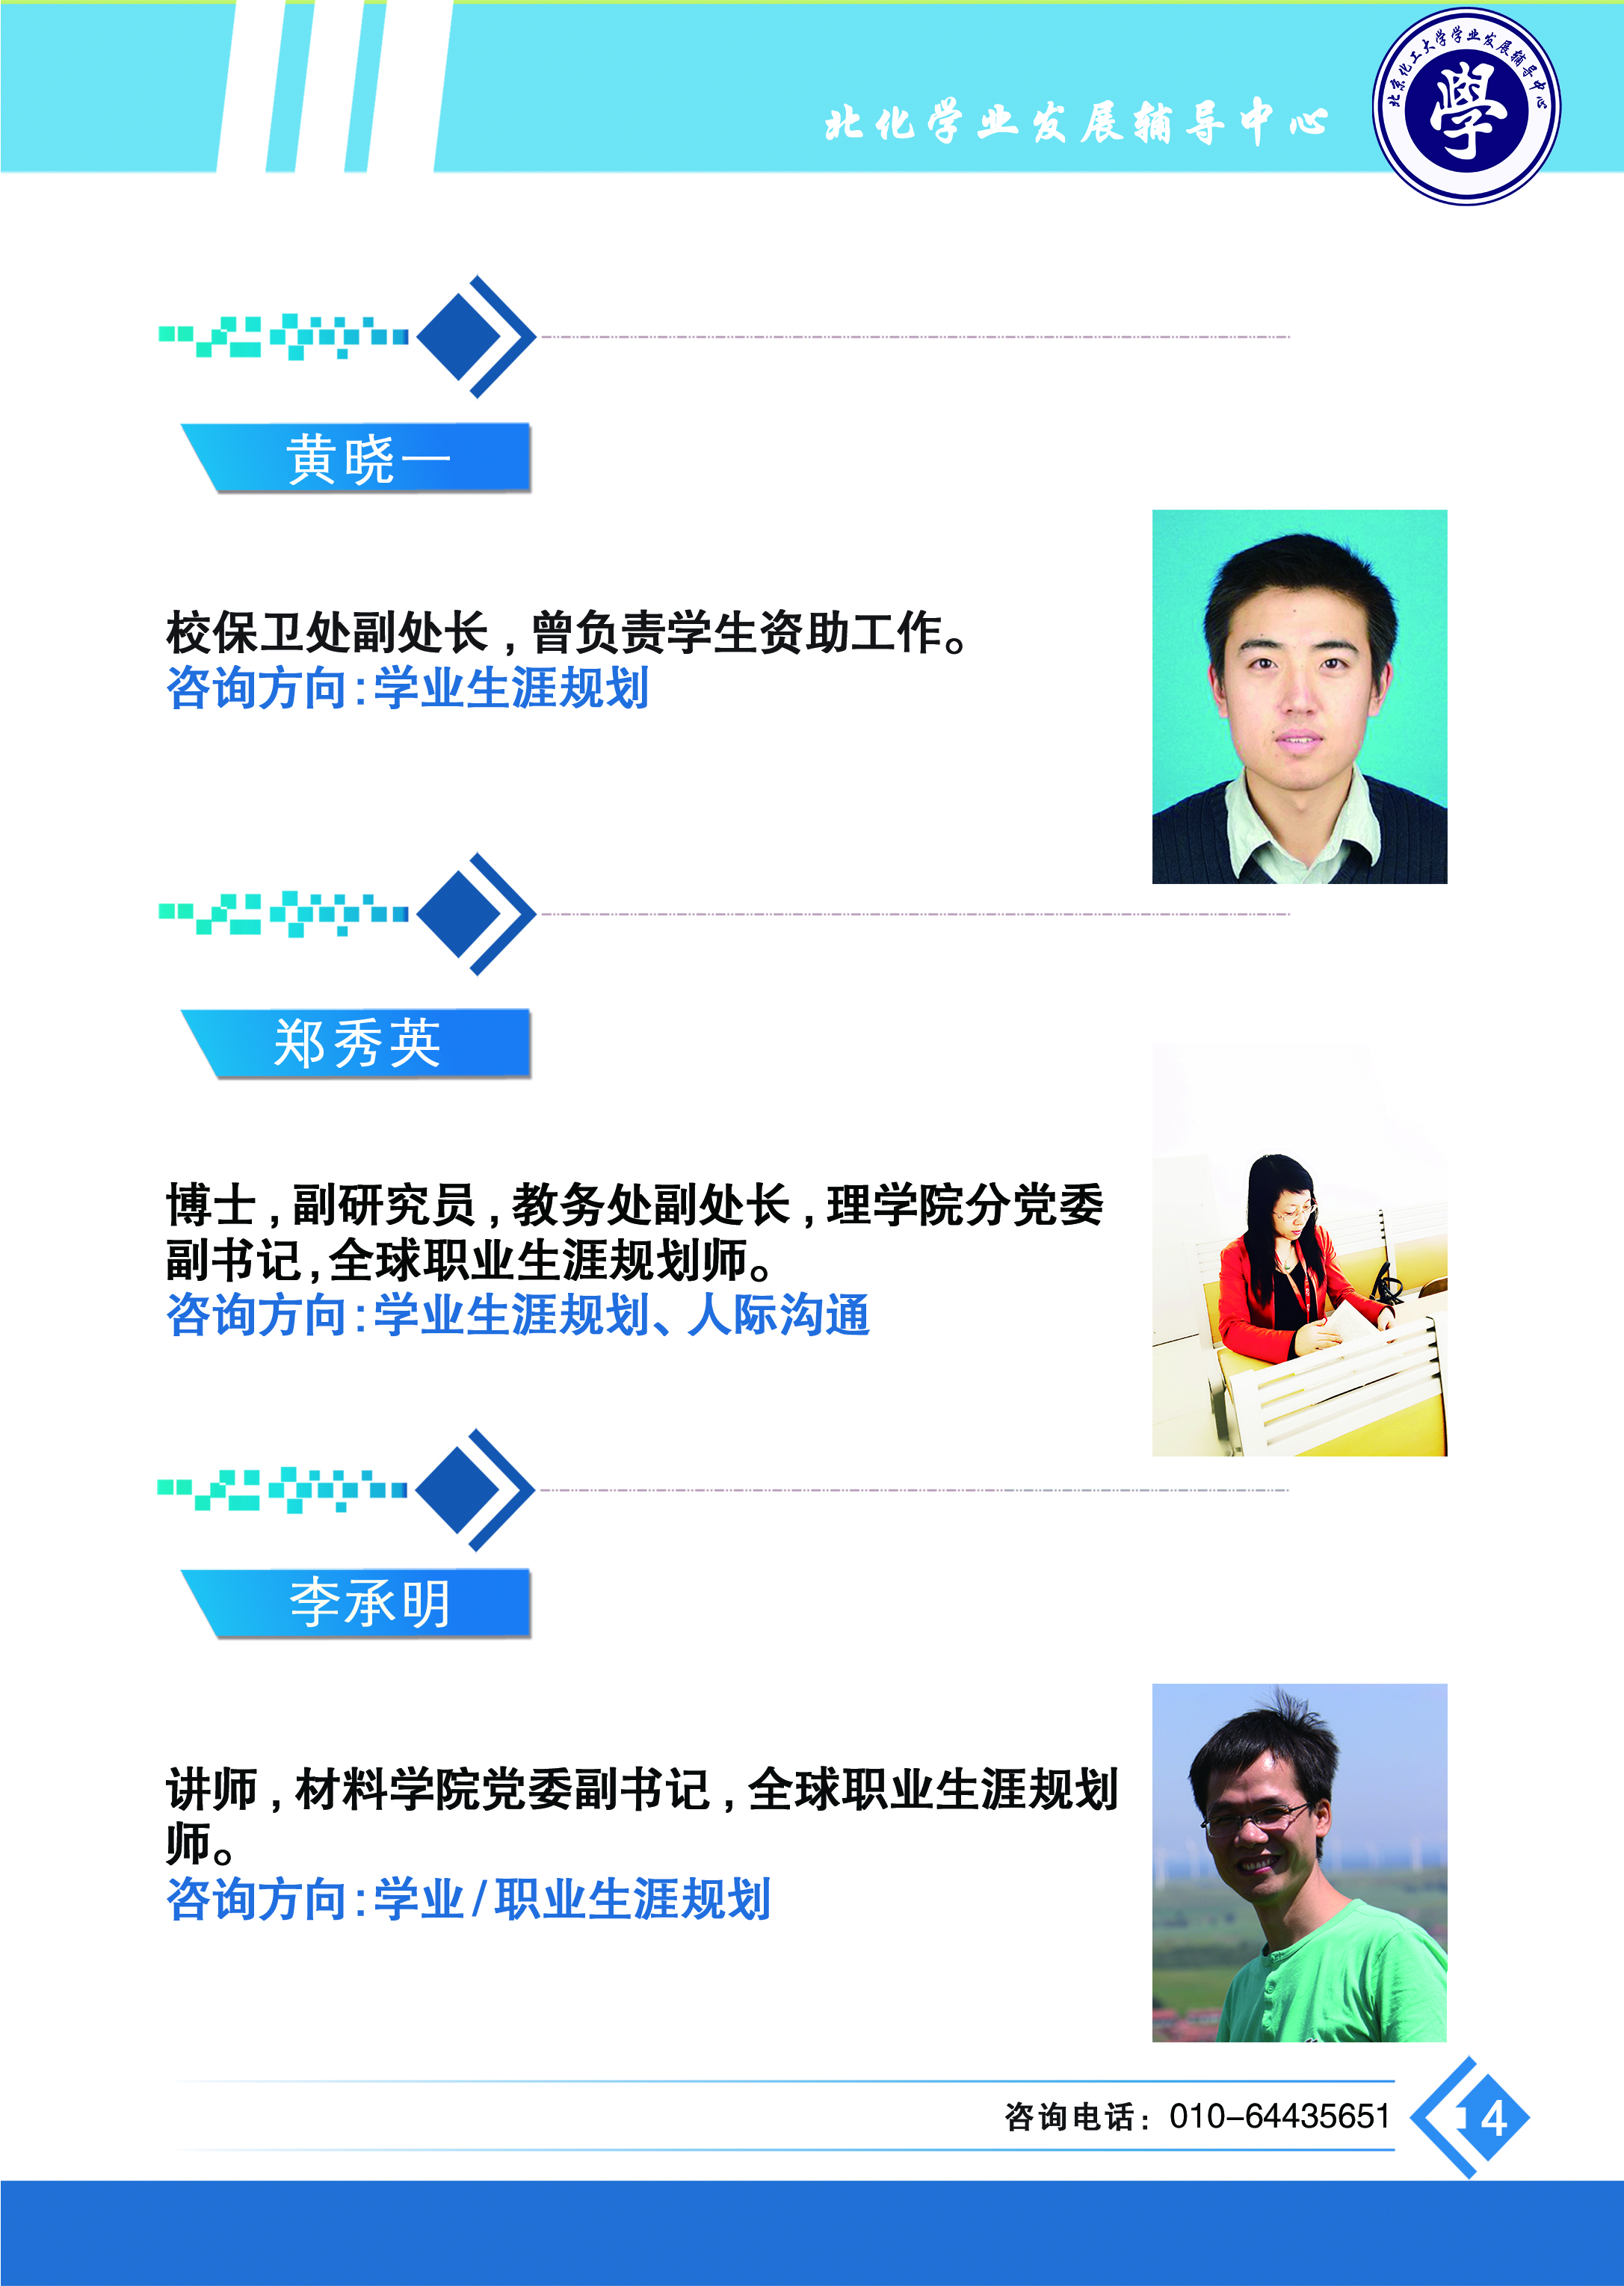 北化学业发展辅导中心
北京化工大学学业发展辅导中心
學
黄晓一
校保卫处副处长,曾负责学生资助工作。
咨询方向:学业生涯规划
郑秀英
博士,副研究员,教务处副处长,理学院分党委
副书记,全球职业生涯规划师。
咨询方向:学业生涯规划、人际沟通
李承明
讲师,材料学院党委副书记,全球职业生涯规划
师。
咨询方向:学业/职业生涯规划
咨询电话: 010-64435651
14